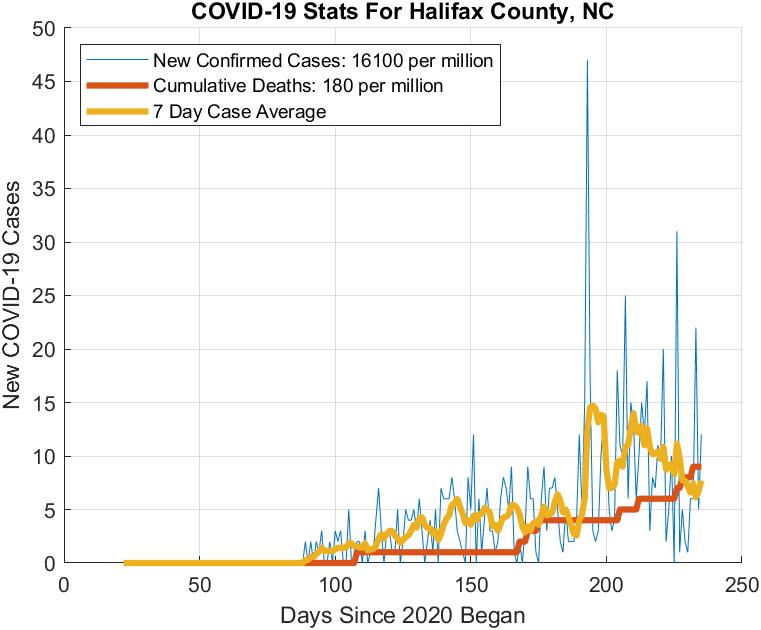 COVID-19 Stats For Halifax County, NC
New COVID-19 Cases
50
45
40
35
30
25
20
15
10
5
0
New Confirmed Cases: 16100 per million
Cumulative Deaths: 180 per million
7 Day Case Average
0 50 100 150 200 250
Days Since 2020 Began